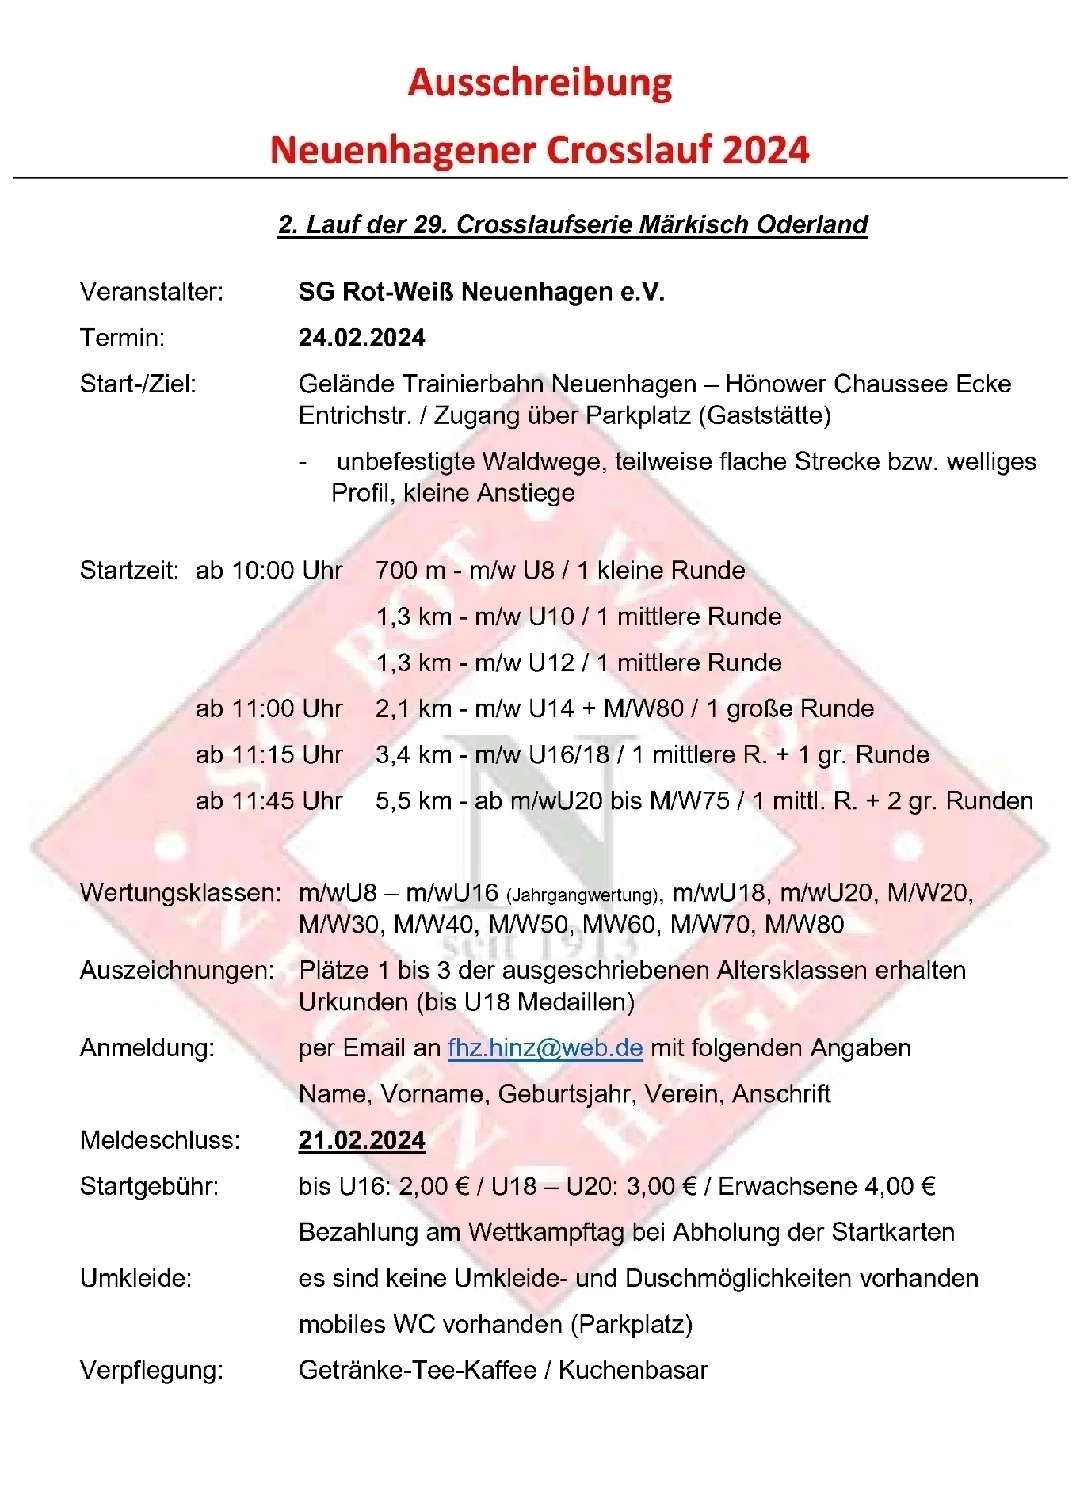 Ausschreibung
Neuenhagener Crosslauf 2024
2. Lauf der 29. Crosslaufserie Märkisch Oderland
Veranstalter: SG Rot-Weiß Neuenhagen e.V.
Termin: 24.02.2024
Start-/Ziel: Gelände Trainierbahn Neuenhagen – Hönower Chaussee Ecke
Entrichstr. / Zugang über Parkplatz (Gaststätte)
- unbefestigte Waldwege, teilweise flache Strecke bzw. welliges
Profil, kleine Anstiege
Startzeit: ab 10:00 Uhr 700 m - m/w U8 / 1 kleine Runde
1,3 km - m/w U10 / 1 mittlere Runde
1,3 km - m/w U12 / 1 mittlere Runde
ab 11:00 Uhr 2,1 km - m/w U14 + M/W80 / 1 große Runde
ab 11:15 Uhr 3,4 km - m/w U16/18 / 1 mittlere R. + 1 gr. Runde
ab 11:45 Uhr 5,5 km - ab m/wU20 bis M/W75 / 1 mittl. R. + 2 gr. Runden
Wertungsklassen: m/wU8 – m/wU16 (Jahrgangwertung), m/wU18, m/wU20, M/W20,
M/W30, M/W40, M/W50, MW60, M/W70, M/W80
Auszeichnungen: Plätze 1 bis 3 der ausgeschriebenen Altersklassen erhalten
Urkunden (bis U18 Medaillen)
Anmeldung: per Email an fhz.hinz@web.de mit folgenden Angaben
Name, Vorname, Geburtsjahr, Verein, Anschrift
Meldeschluss: 21.02.2024
Startgebühr: bis U16: 2,00 € / U18 – U20: 3,00 € / Erwachsene 4,00 €
Bezahlung am Wettkampftag bei Abholung der Startkarten
Umkleide: es sind keine Umkleide- und Duschmöglichkeiten vorhanden
mobiles WC vorhanden (Parkplatz)
Verpflegung: Getränke-Tee-Kaffee / Kuchenbasar
SG ROT · WEISS
N
seit 1913
NEUEN – HAGEN